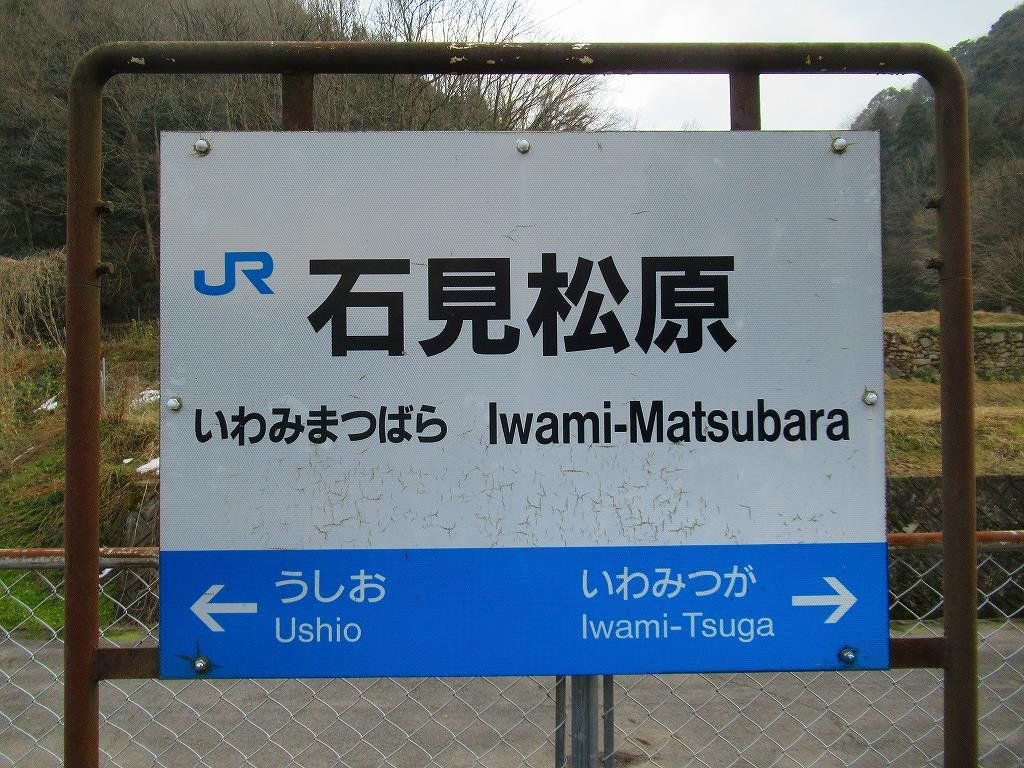 JR 石見松原
いわみまつばら Iwami-Matsubara
← うしお いわみつが →
Ushio Iwami-Tsuga